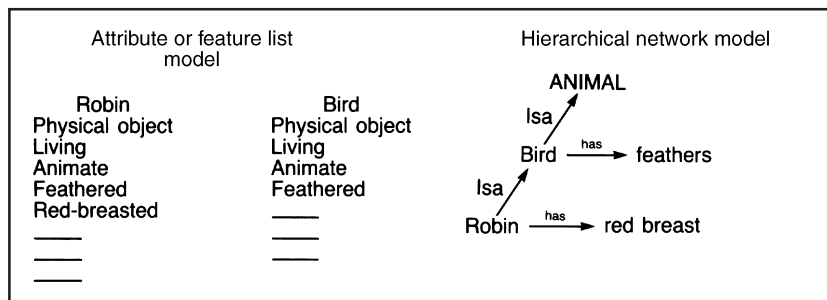 Attribute or feature list
model
Robin
Physical object
Living
Animate
Feathered
Red-breasted
Bird
Physical object
Living
Animate
Feathered
Hierarchical network model
ANIMAL
Isa
Bird has feathers
Isa
Robin has red breast